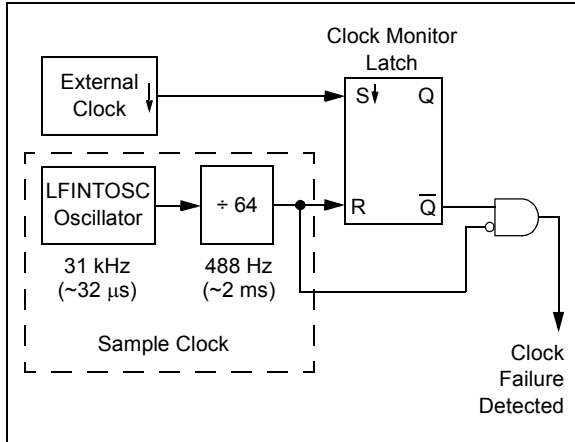 Clock Monitor
Latch
External
Clock
S
Q
LFINTOSC
Oscillator
÷ 64
R
Q̅
31 kHz
(~32 μs)
488 Hz
(~2 ms)
Sample Clock
Clock
Failure
Detected